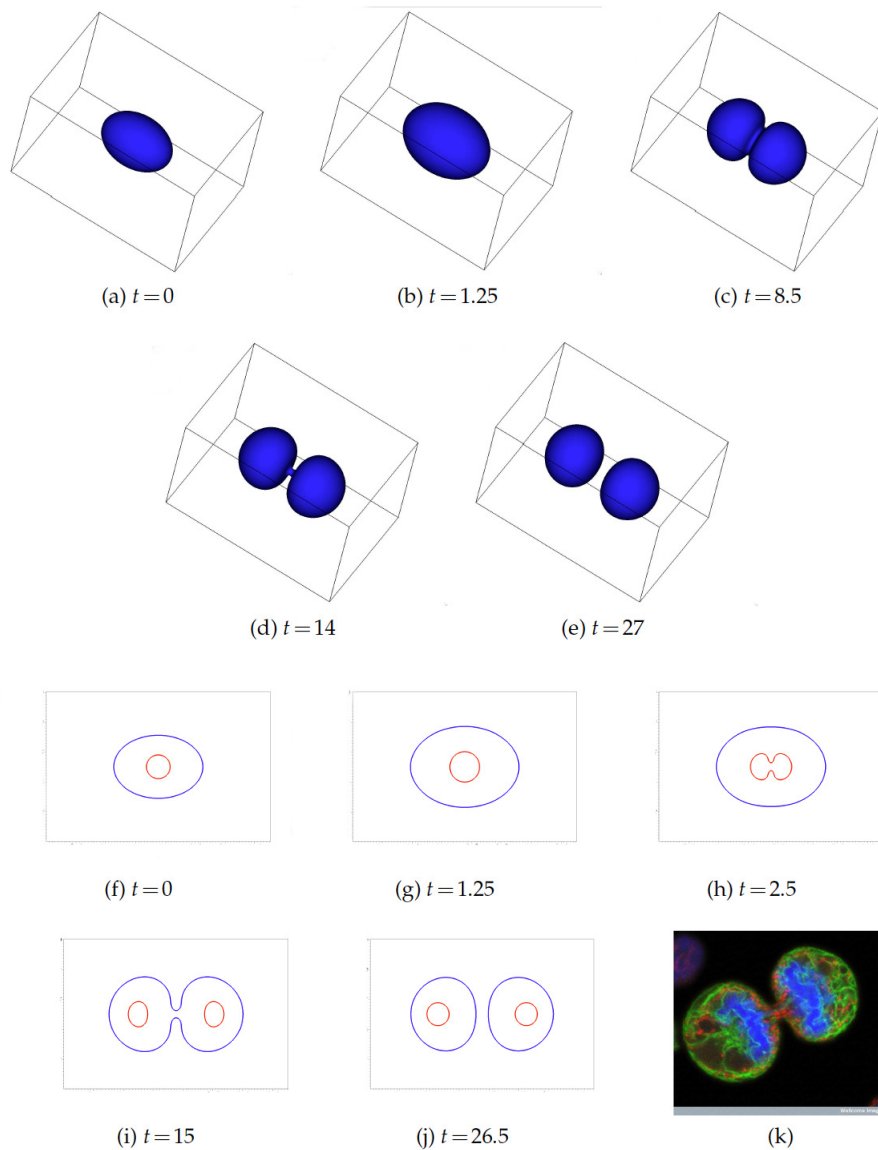 (a) t=0
(b) t=1.25
(c) t=8.5
(d) t=14
(e) t=27
(f) t=0
(g) t=1.25
(h) t=2.5
(i) t=15
(j) t=26.5
(k)